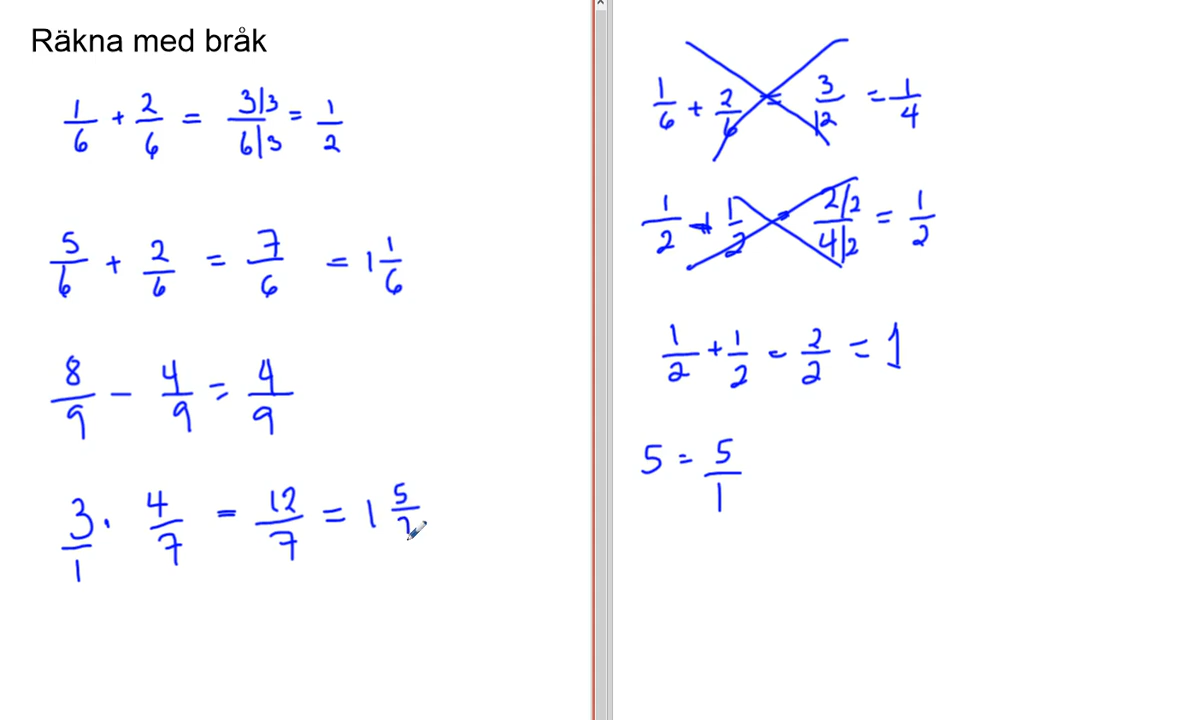 Räkna med bråk
1/6 + 2/6 = 3/3 / 6/3 = 1/2
5/6 + 2/6 = 7/6 = 1 1/6
8/9 - 4/9 = 4/9
3/1 · 4/7 = 12/7 = 1 5/7
1/6 + 2/6 = 3/12 = 1/4
1/2 + 1/2 = 2/2 / 4/2 = 1/2
1/2 + 1/2 = 2/2 = 1
5 = 5/1